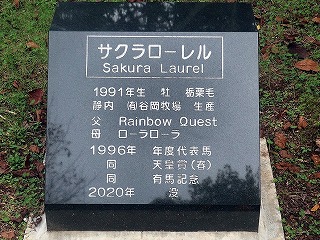 サクラローレル
Sakura Laurel
1991年生 牡 栃栗毛
静内 ㈲谷岡牧場 生産
父 Rainbow Quest
母 ローラローラ
1996年 年度代表馬
同 天皇賞(春)
同 有馬記念
2020年 没